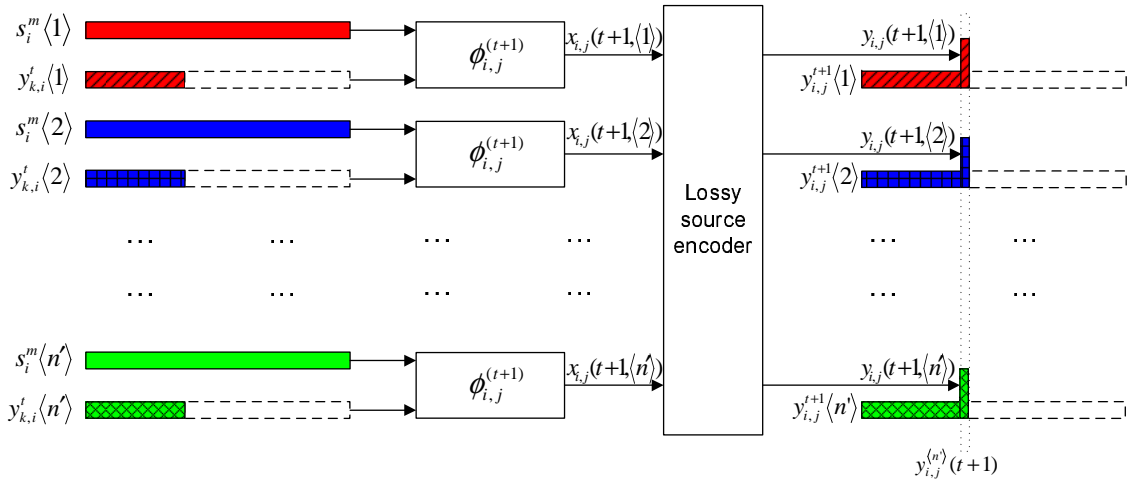 s_i^m⟨1⟩
y_{k,i}^t⟨1⟩
ϕ_{i,j}^{(t+1)}
x_{i,j}(t+1,⟨1⟩)
y_{i,j}(t+1,⟨1⟩)
y_{i,j}^{t+1}⟨1⟩
s_i^m⟨2⟩
y_{k,i}^t⟨2⟩
ϕ_{i,j}^{(t+1)}
x_{i,j}(t+1,⟨2⟩)
y_{i,j}(t+1,⟨2⟩)
y_{i,j}^{t+1}⟨2⟩
Lossy
source
encoder
... ... ... ... ... ...
... ... ... ... ... ...
s_i^m⟨n'⟩
y_{k,i}^t⟨n'⟩
ϕ_{i,j}^{(t+1)}
x_{i,j}(t+1,⟨n'⟩)
y_{i,j}(t+1,⟨n'⟩)
y_{i,j}^{t+1}⟨n'⟩
y_{i,j}^{⟨n'⟩}(t+1)